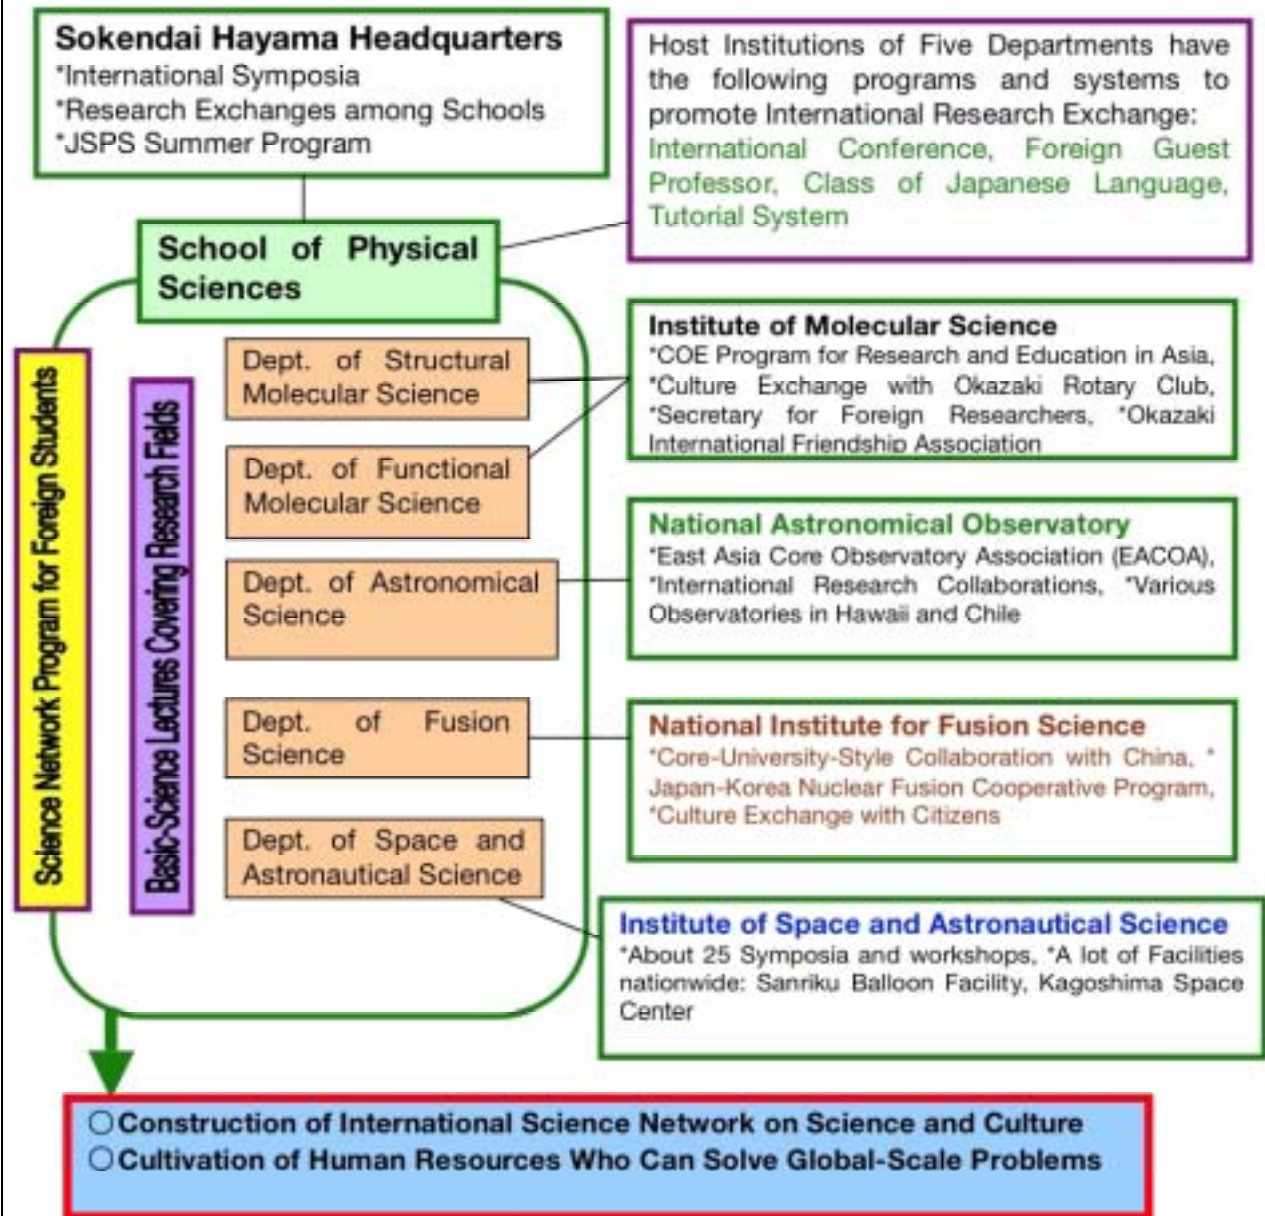 Sokendai Hayama Headquarters
*International Symposia
*Research Exchanges among Schools
*JSPS Summer Program
Host Institutions of Five Departments have
the following programs and systems to
promote International Research Exchange:
International Conference, Foreign Guest
Professor, Class of Japanese Language,
Tutorial System
School of Physical
Sciences
Science Network Program for Foreign Students
Basic-Science Lectures Covering Research Fields
Dept. of Structural
Molecular Science
Dept. of Functional
Molecular Science
Dept. of Astronomical
Science
Dept. of Fusion
Science
Dept. of Space and
Astronautical Science
Institute of Molecular Science
*COE Program for Research and Education in Asia,
*Culture Exchange with Okazaki Rotary Club,
*Secretary for Foreign Researchers, *Okazaki
International Friendship Association
National Astronomical Observatory
*East Asia Core Observatory Association (EACOA),
*International Research Collaborations, *Various
Observatories in Hawaii and Chile
National Institute for Fusion Science
*Core-University-Style Collaboration with China, *
Japan-Korea Nuclear Fusion Cooperative Program,
*Culture Exchange with Citizens
Institute of Space and Astronautical Science
*About 25 Symposia and workshops, *A lot of Facilities
nationwide: Sanriku Balloon Facility, Kagoshima Space
Center
○Construction of International Science Network on Science and Culture
○Cultivation of Human Resources Who Can Solve Global-Scale Problems